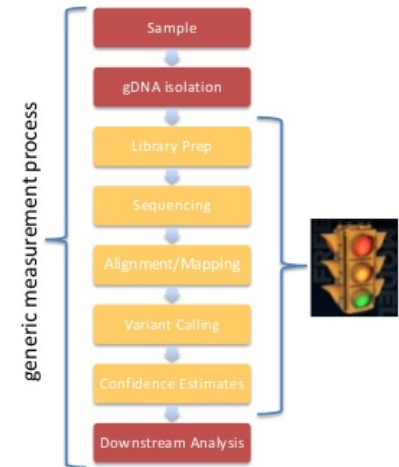 generic measurement process
Sample
gDNA isolation
Library Prep
Sequencing
Alignment/Mapping
Variant Calling
Confidence Estimates
Downstream Analysis